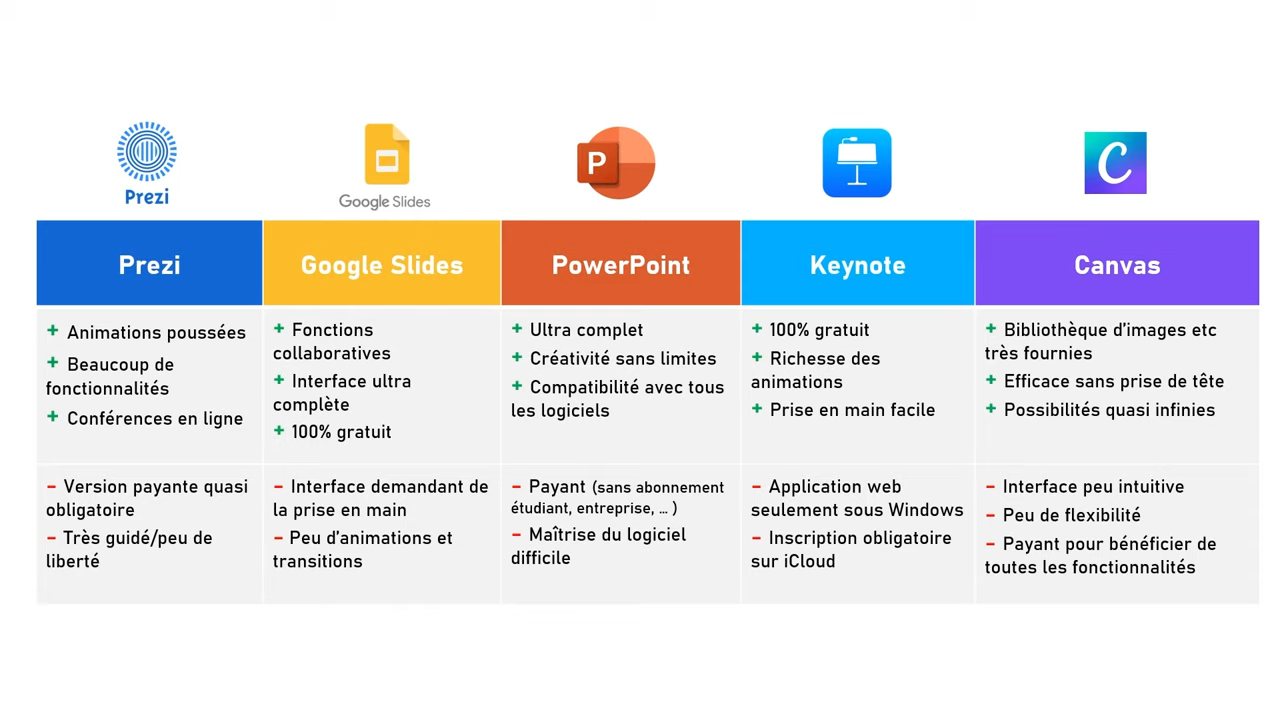 Prezi
Google Slides
P
C
Prezi
Google Slides
PowerPoint
Keynote
Canvas
+ Animations poussées
+ Beaucoup de
fonctionnalités
+ Conférences en ligne
+ Fonctions
collaboratives
+ Interface ultra
complète
+ 100% gratuit
+ Ultra complet
+ Créativité sans limites
+ Compatibilité avec tous
les logiciels
+ 100% gratuit
+ Richesse des
animations
+ Prise en main facile
+ Bibliothèque d'images etc
très fournies
+ Efficace sans prise de tête
+ Possibilités quasi infinies
- Version payante quasi
obligatoire
- Très guidé/peu de
liberté
- Interface demandant de
la prise en main
- Peu d'animations et
transitions
- Payant (sans abonnement
étudiant, entreprise, … )
- Maîtrise du logiciel
difficile
- Application web
seulement sous Windows
- Inscription obligatoire
sur iCloud
- Interface peu intuitive
- Peu de flexibilité
- Payant pour bénéficier de
toutes les fonctionnalités